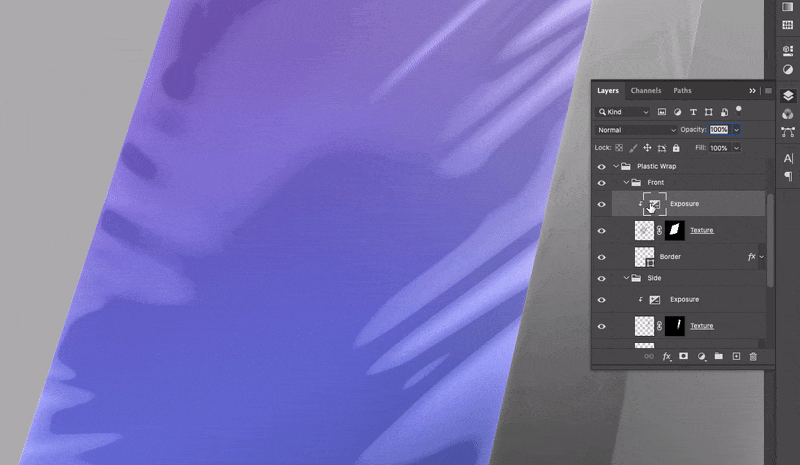 Layers Channels Paths
Kind
Normal Opacity: 100%
Lock: Fill: 100%
Plastic Wrap
Front
Exposure
Texture
Border fx
Side
Exposure
Texture
fx